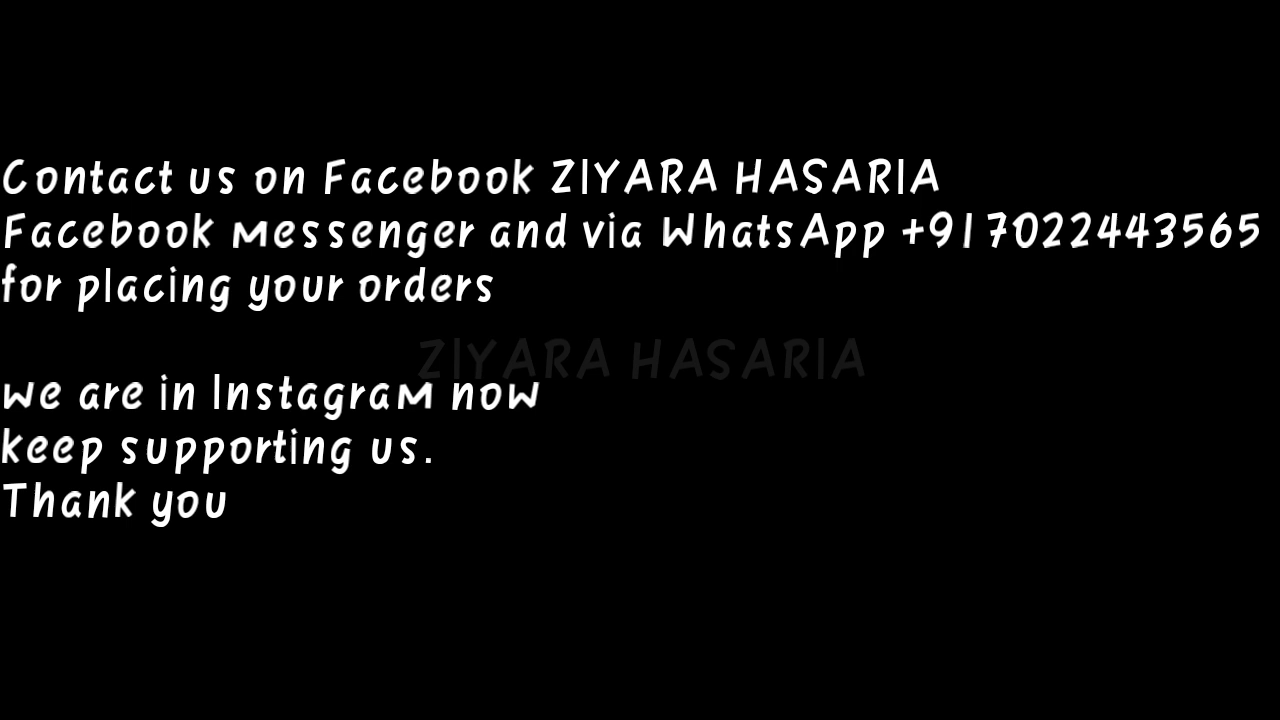 Contact us on Facebook ZIYARA HASARIA
Facebook Messenger and via WhatsApp +917022443565
for placing your orders
ZIYARA HASARIA
We are in Instagram now
keep supporting us.
Thank you